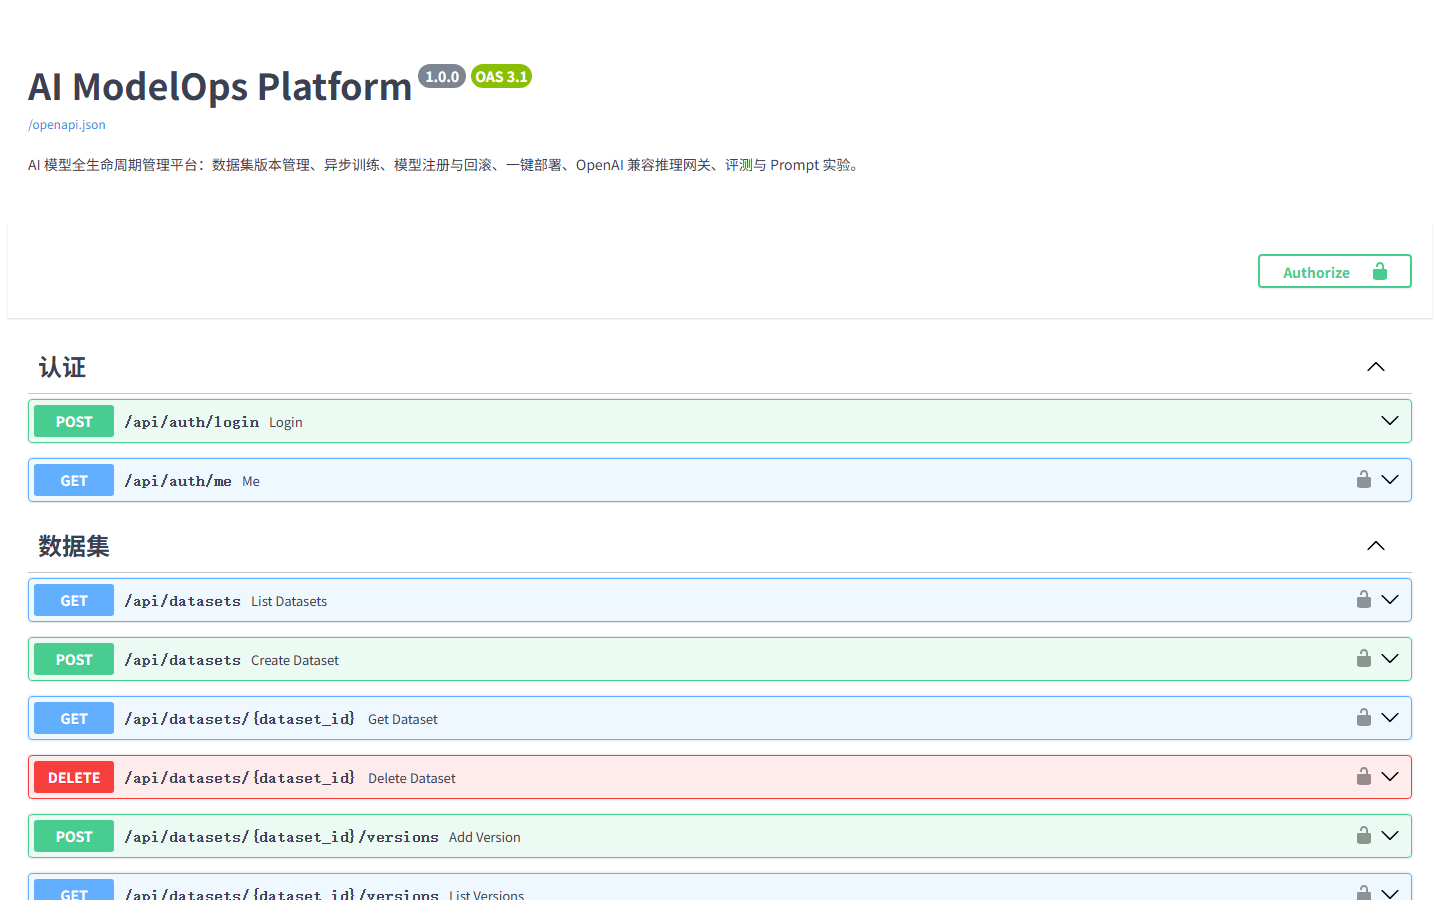 AI ModelOps Platform 1.0.0 OAS 3.1
/openapi.json
AI 模型全生命周期管理平台：数据集版本管理、异步训练、模型注册与回滚、一键部署、OpenAI 兼容推理网关、评测与 Prompt 实验。
Authorize
认证
POST /api/auth/login Login
GET /api/auth/me Me
数据集
GET /api/datasets List Datasets
POST /api/datasets Create Dataset
GET /api/datasets/{dataset_id} Get Dataset
DELETE /api/datasets/{dataset_id} Delete Dataset
POST /api/datasets/{dataset_id}/versions Add Version
GET /api/datasets/{dataset_id}/versions List Versions